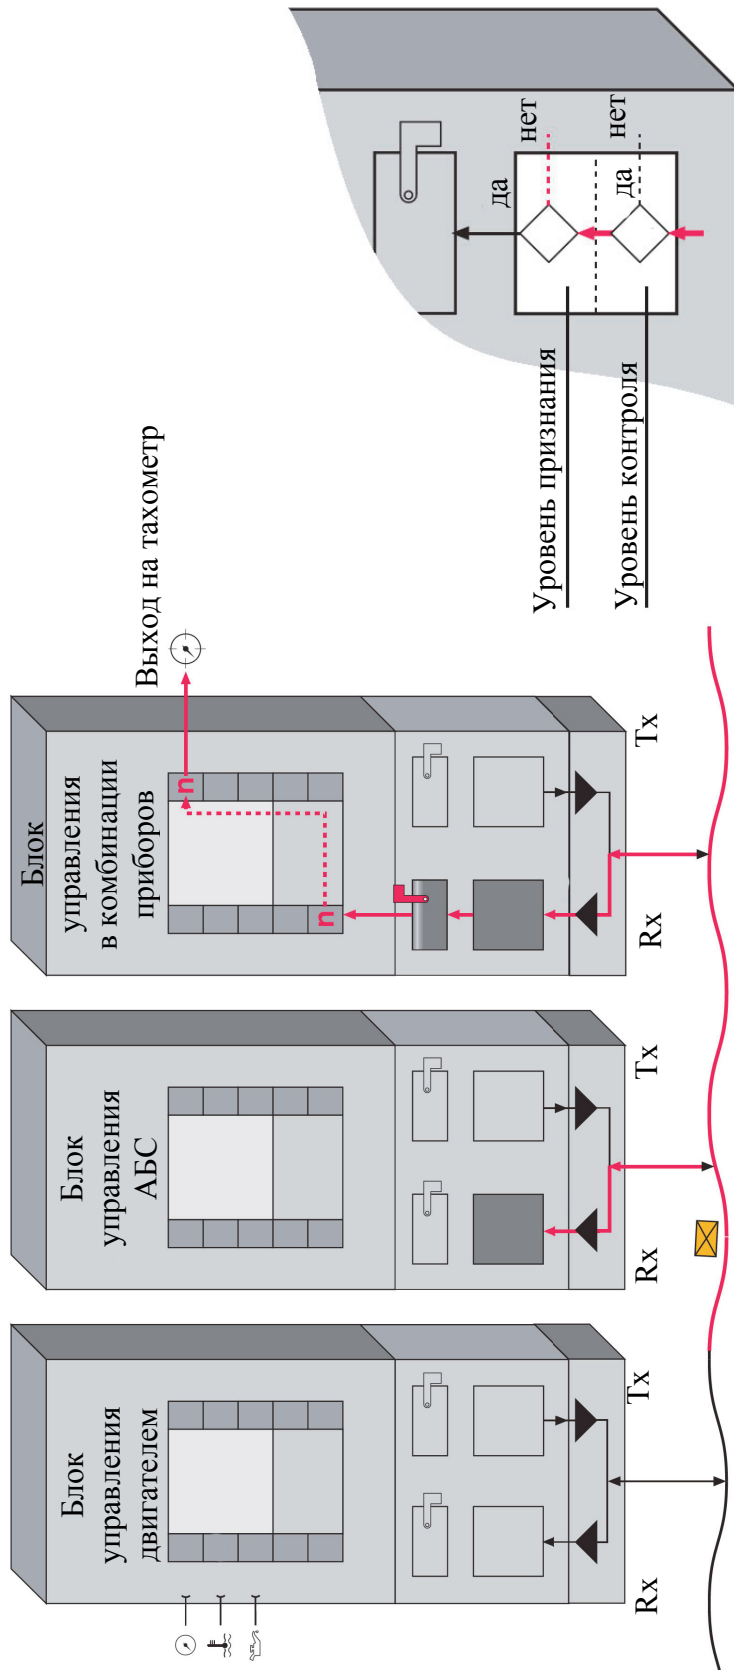 Блок
управления
двигателем
Rx
Tx
Блок
управления
АБС
Rx
Tx
Блок
управления
в комбинации
приборов
n
n
Rx
Tx
Выход на тахометр
Уровень признания
Уровень контроля
да
нет
да
нет